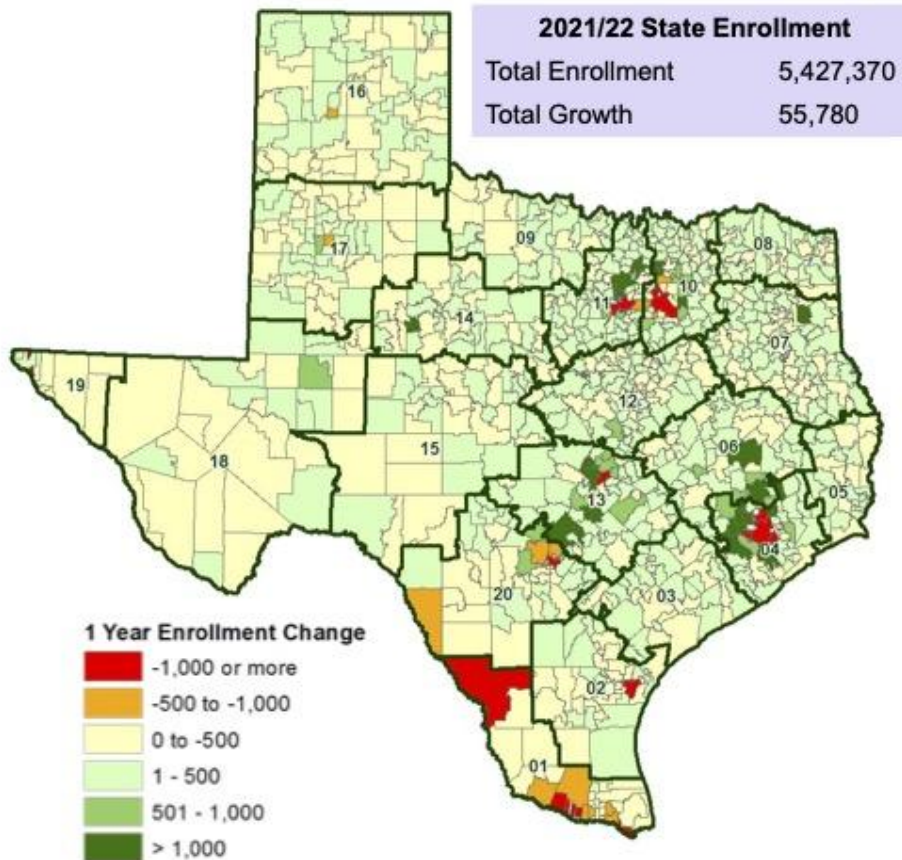 2021/22 State Enrollment
Total Enrollment 5,427,370
Total Growth 55,780
16
17
09
08
10
11
14
07
19
12
18
15
06
05
13
04
20
03
02
01
1 Year Enrollment Change
-1,000 or more
-500 to -1,000
0 to -500
1 - 500
501 - 1,000
> 1,000